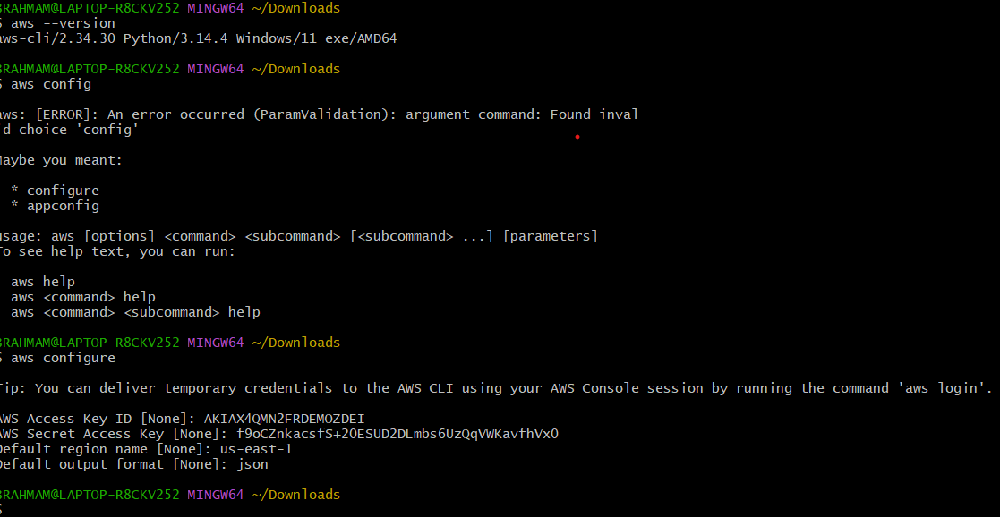 BRAHMAM@LAPTOP-R8CKV252 MINGW64 ~/Downloads
$ aws --version
aws-cli/2.34.30 Python/3.14.4 Windows/11 exe/AMD64
BRAHMAM@LAPTOP-R8CKV252 MINGW64 ~/Downloads
$ aws config
aws: [ERROR]: An error occurred (ParamValidation): argument command: Found inval
id choice 'config'
Maybe you meant:
* configure
* appconfig
usage: aws [options] <command> <subcommand> [<subcommand> ...] [parameters]
To see help text, you can run:
aws help
aws <command> help
aws <command> <subcommand> help
BRAHMAM@LAPTOP-R8CKV252 MINGW64 ~/Downloads
$ aws configure
Tip: You can deliver temporary credentials to the AWS CLI using your AWS Console session by running the command 'aws login'.
AWS Access Key ID [None]: AKIAX4QMN2FRDEMOZDEI
AWS Secret Access Key [None]: f9oCZnkacsfS+2OESUD2DLmbs6UzQqVWKavfhVxO
Default region name [None]: us-east-1
Default output format [None]: json
BRAHMAM@LAPTOP-R8CKV252 MINGW64 ~/Downloads
$